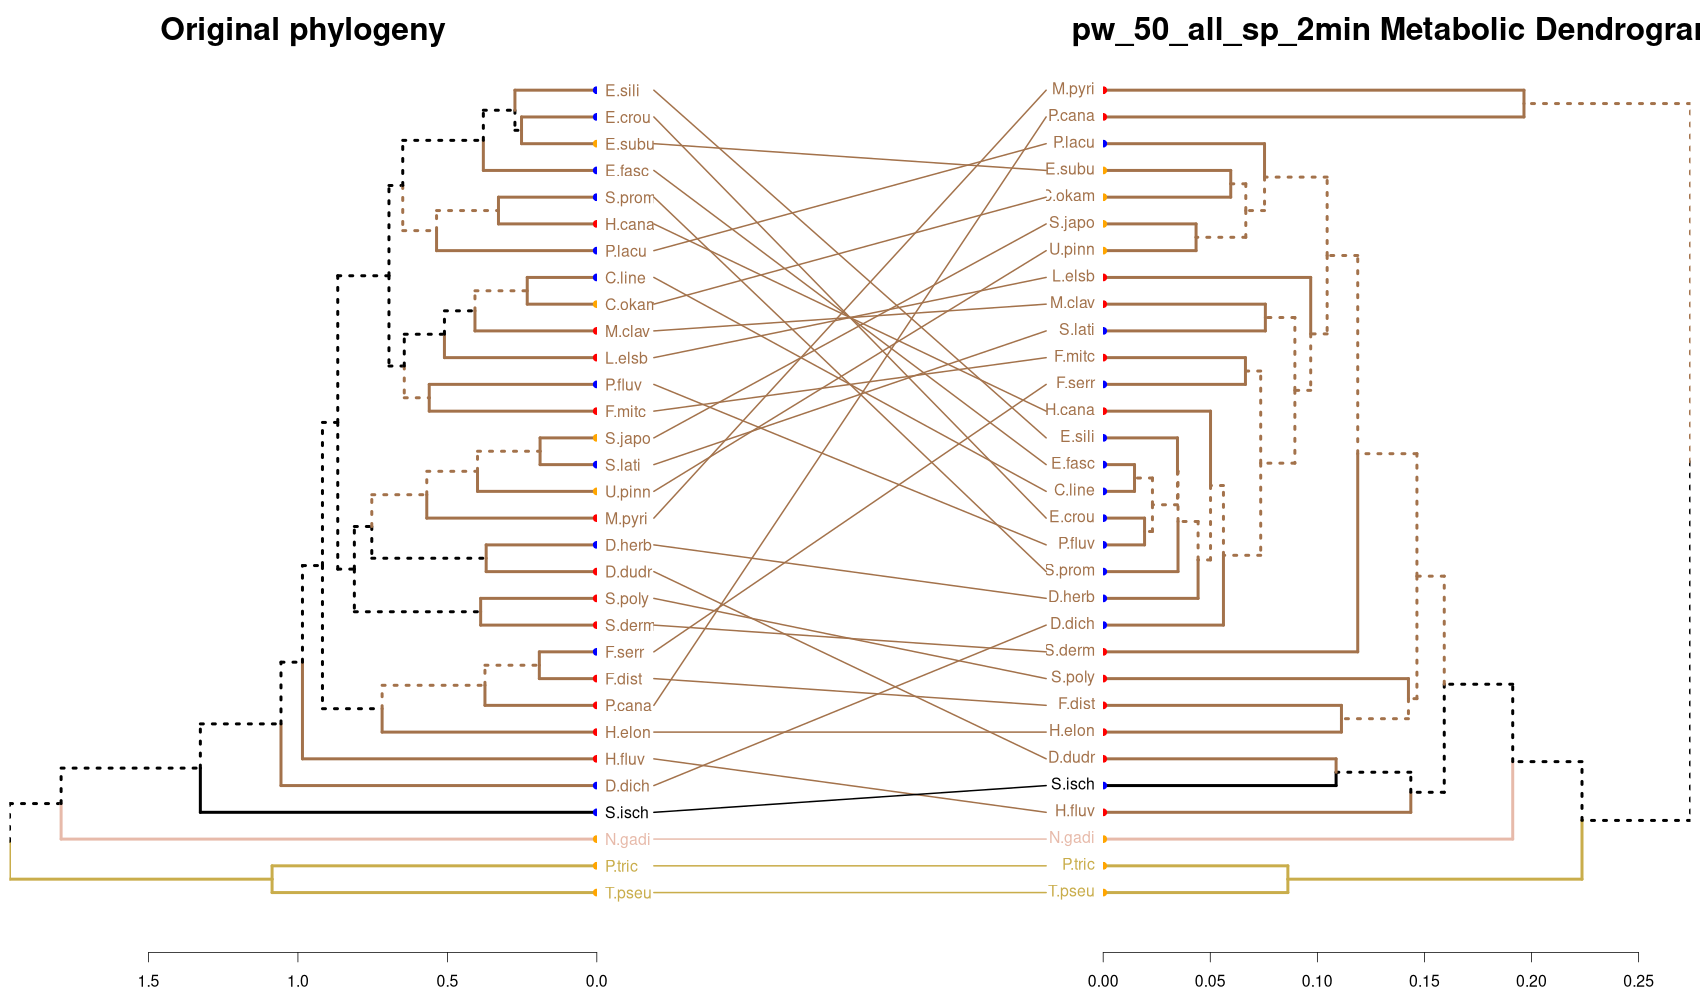 Original phylogeny
pw_50_all_sp_2min Metabolic Dendrogra
E.sili
E.crou
E.subu
E.fasc
S.prom
H.cana
P.lacu
C.line
C.okam
M.clav
L.elsb
P.fluv
F.mitc
S.japo
S.lati
U.pinn
M.pyri
D.herb
D.dudr
S.poly
S.derm
F.serr
F.dist
P.cana
H.elon
H.fluv
D.dich
S.isch
N.gadi
P.tric
T.pseu
M.pyri
P.cana
P.lacu
E.subu
C.okam
S.japo
U.pinn
L.elsb
M.clav
S.lati
F.mitc
F.serr
H.cana
E.sili
E.fasc
C.line
E.crou
P.fluv
S.prom
D.herb
D.dich
S.derm
S.poly
F.dist
H.elon
D.dudr
S.isch
H.fluv
N.gadi
P.tric
T.pseu
1.5 1.0 0.5 0.0
0.00 0.05 0.10 0.15 0.20 0.25